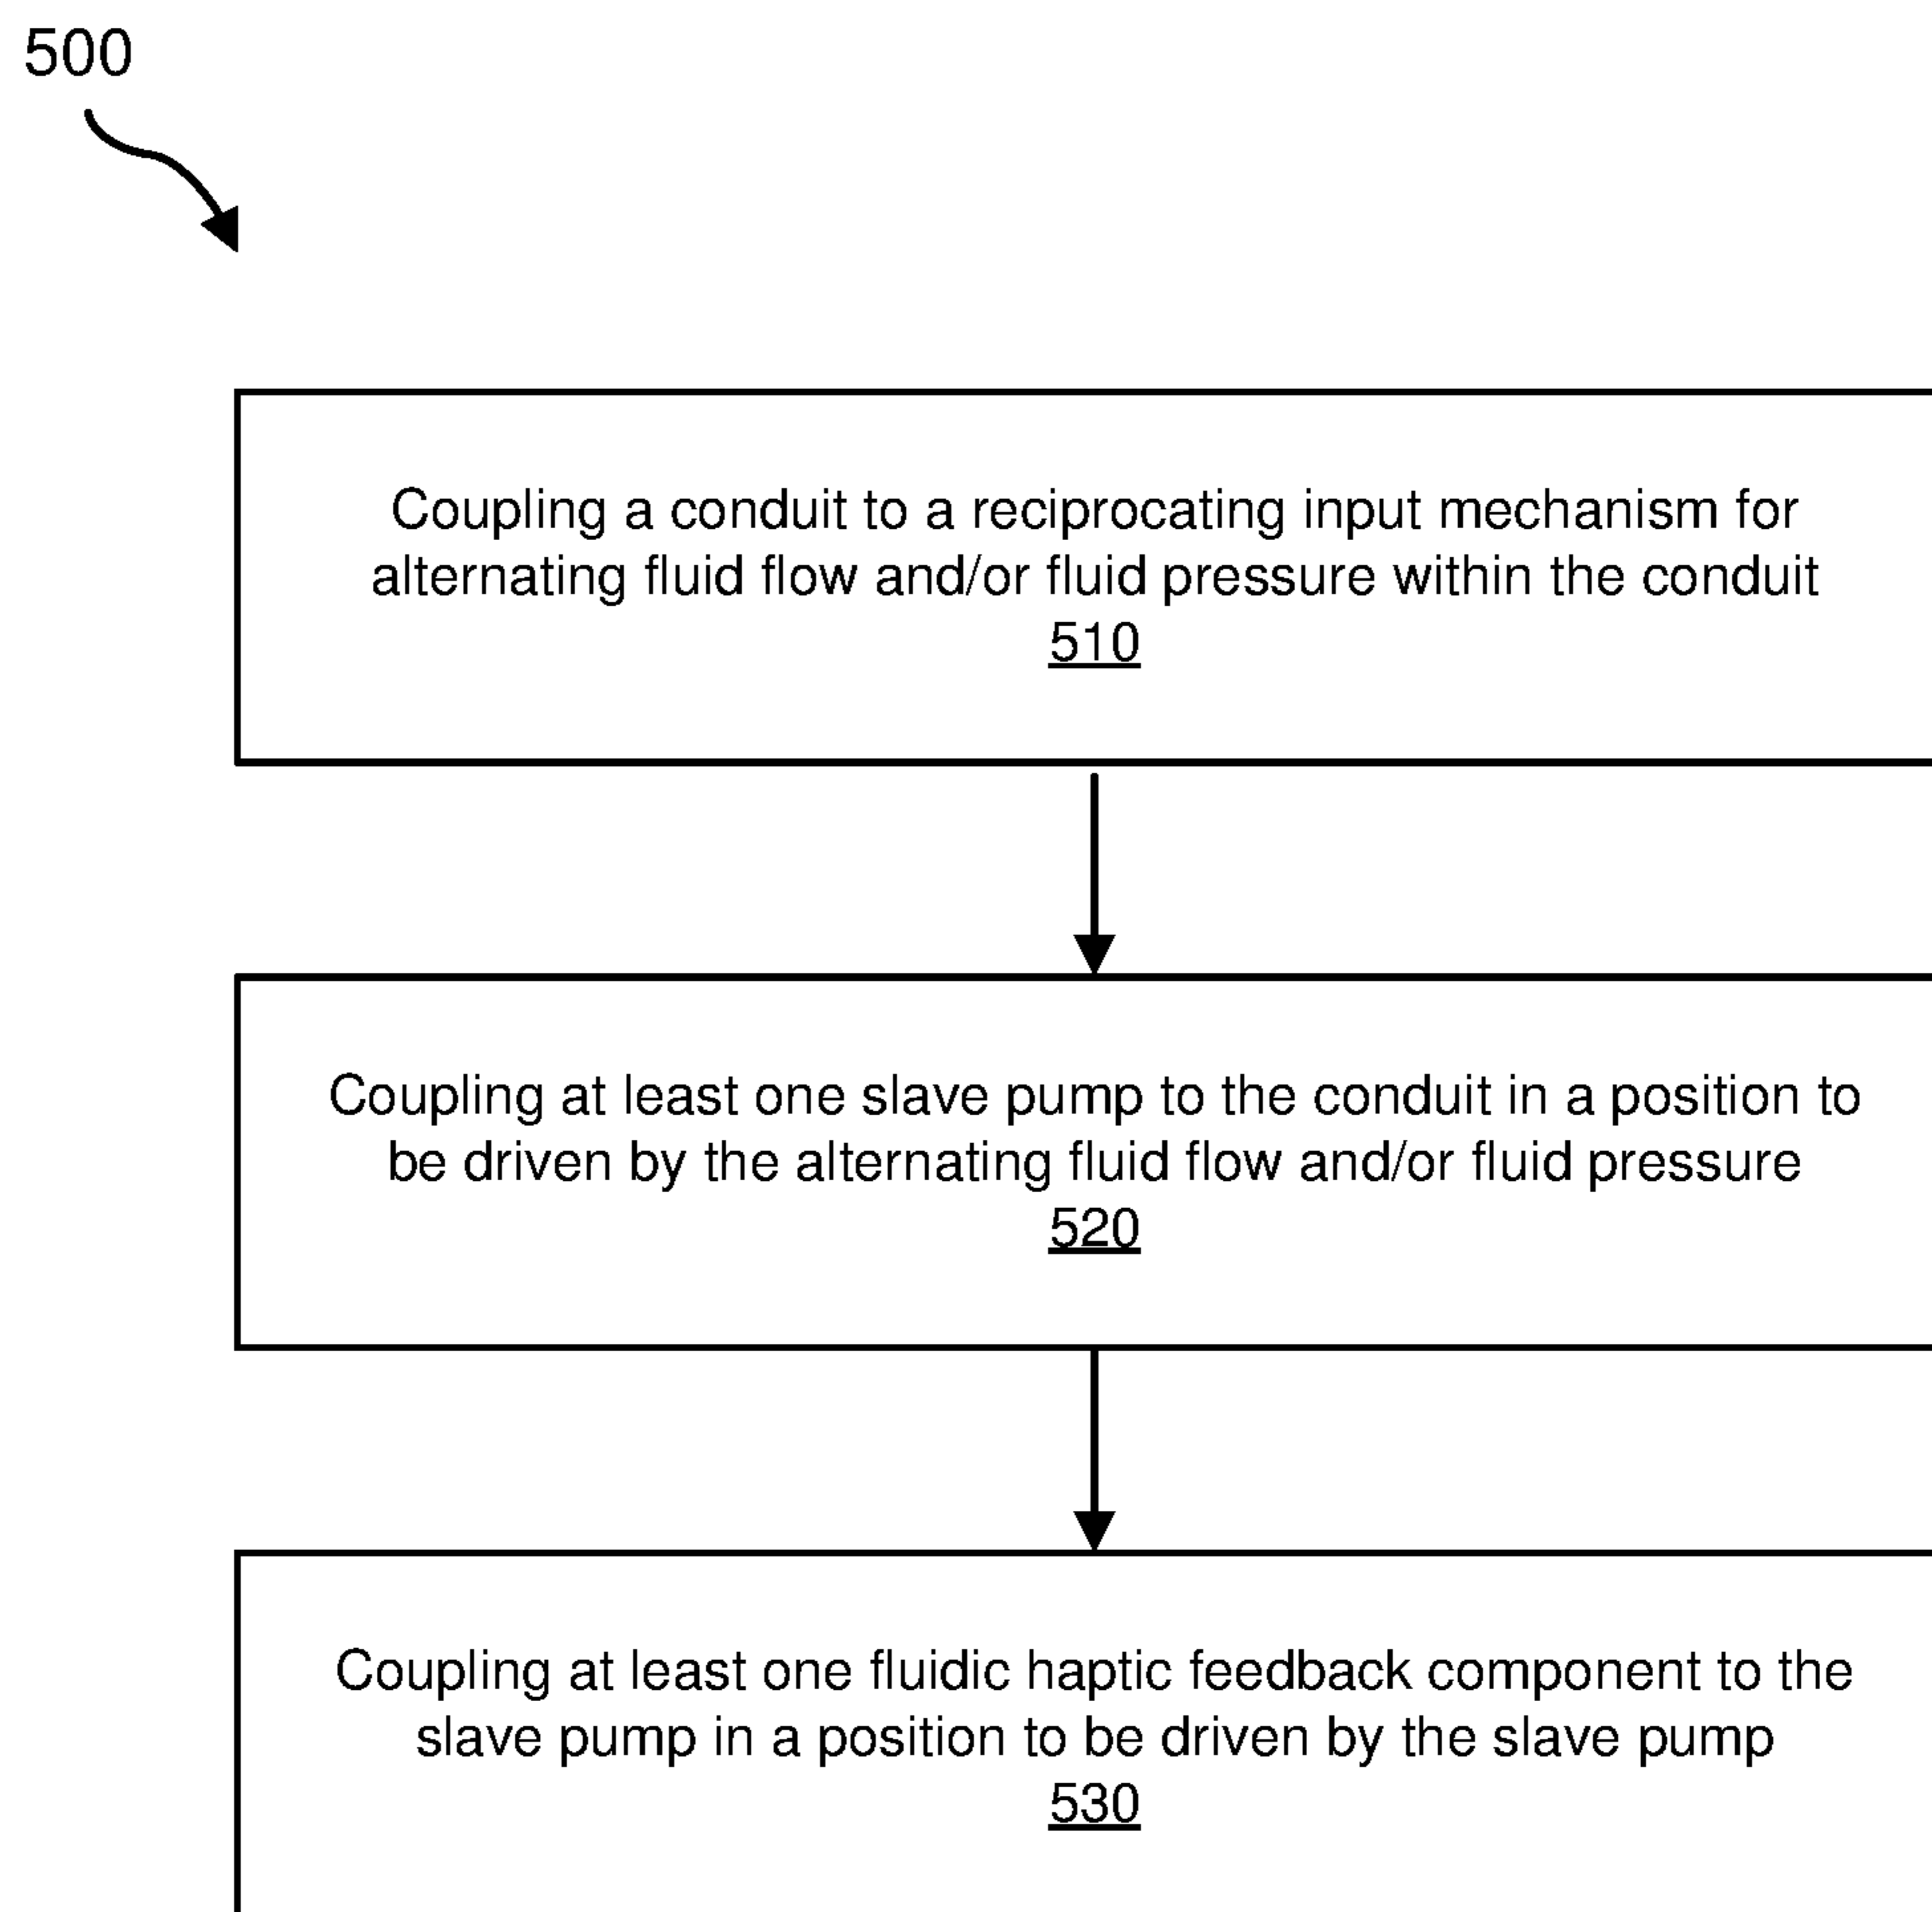 500
Coupling a conduit to a reciprocating input mechanism for
alternating fluid flow and/or fluid pressure within the conduit
510
Coupling at least one slave pump to the conduit in a position to
be driven by the alternating fluid flow and/or fluid pressure
520
Coupling at least one fluidic haptic feedback component to the
slave pump in a position to be driven by the slave pump
530